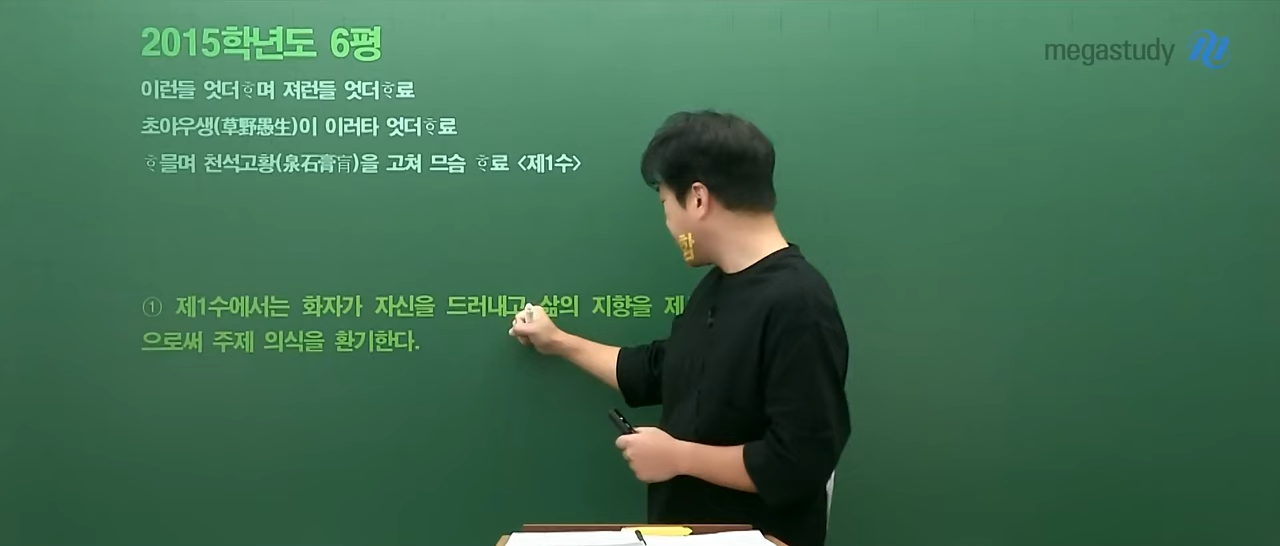 2015학년도 6평
megastudy
이런들 엇더ᄒᆞ며 져런들 엇더ᄒᆞ료
초야우생(草野愚生)이 이러타 엇더ᄒᆞ료
ᄒᆞ믈며 천석고황(泉石膏肓)을 고쳐 므슴 ᄒᆞ료 <제1수>
① 제1수에서는 화자가 자신을 드러내고 삶의 지향을
으로써 주제 의식을 환기한다.